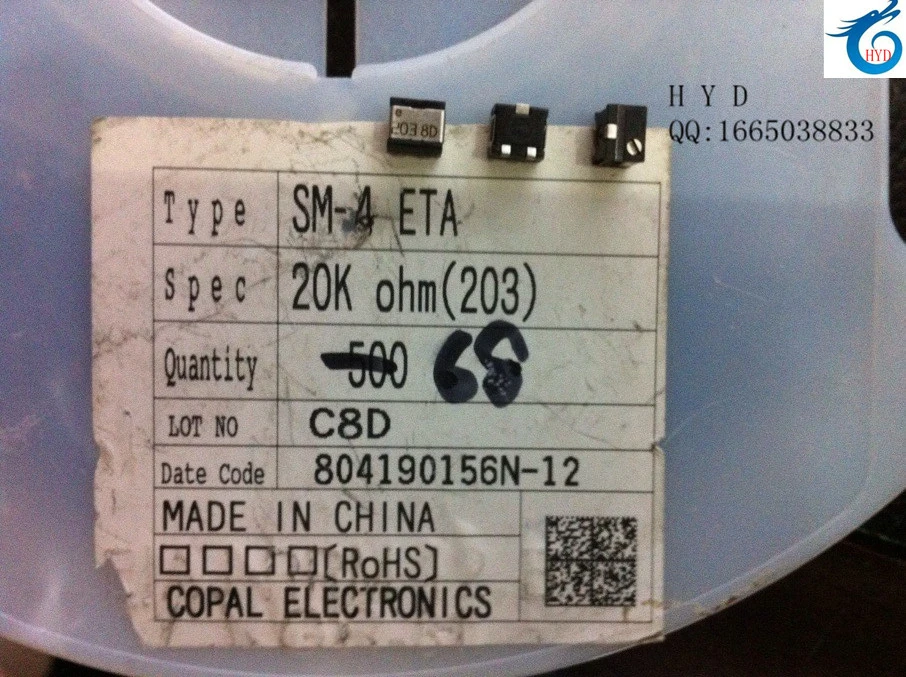 HYD
H Y D
QQ:1665038833
203 8D
Type SM-4 ETA
Spec 20K ohm(203)
Quantity 500 68
LOT NO C8D
Date Code 804190156N-12
MADE IN CHINA
□□□□(RoHS)
COPAL ELECTRONICS